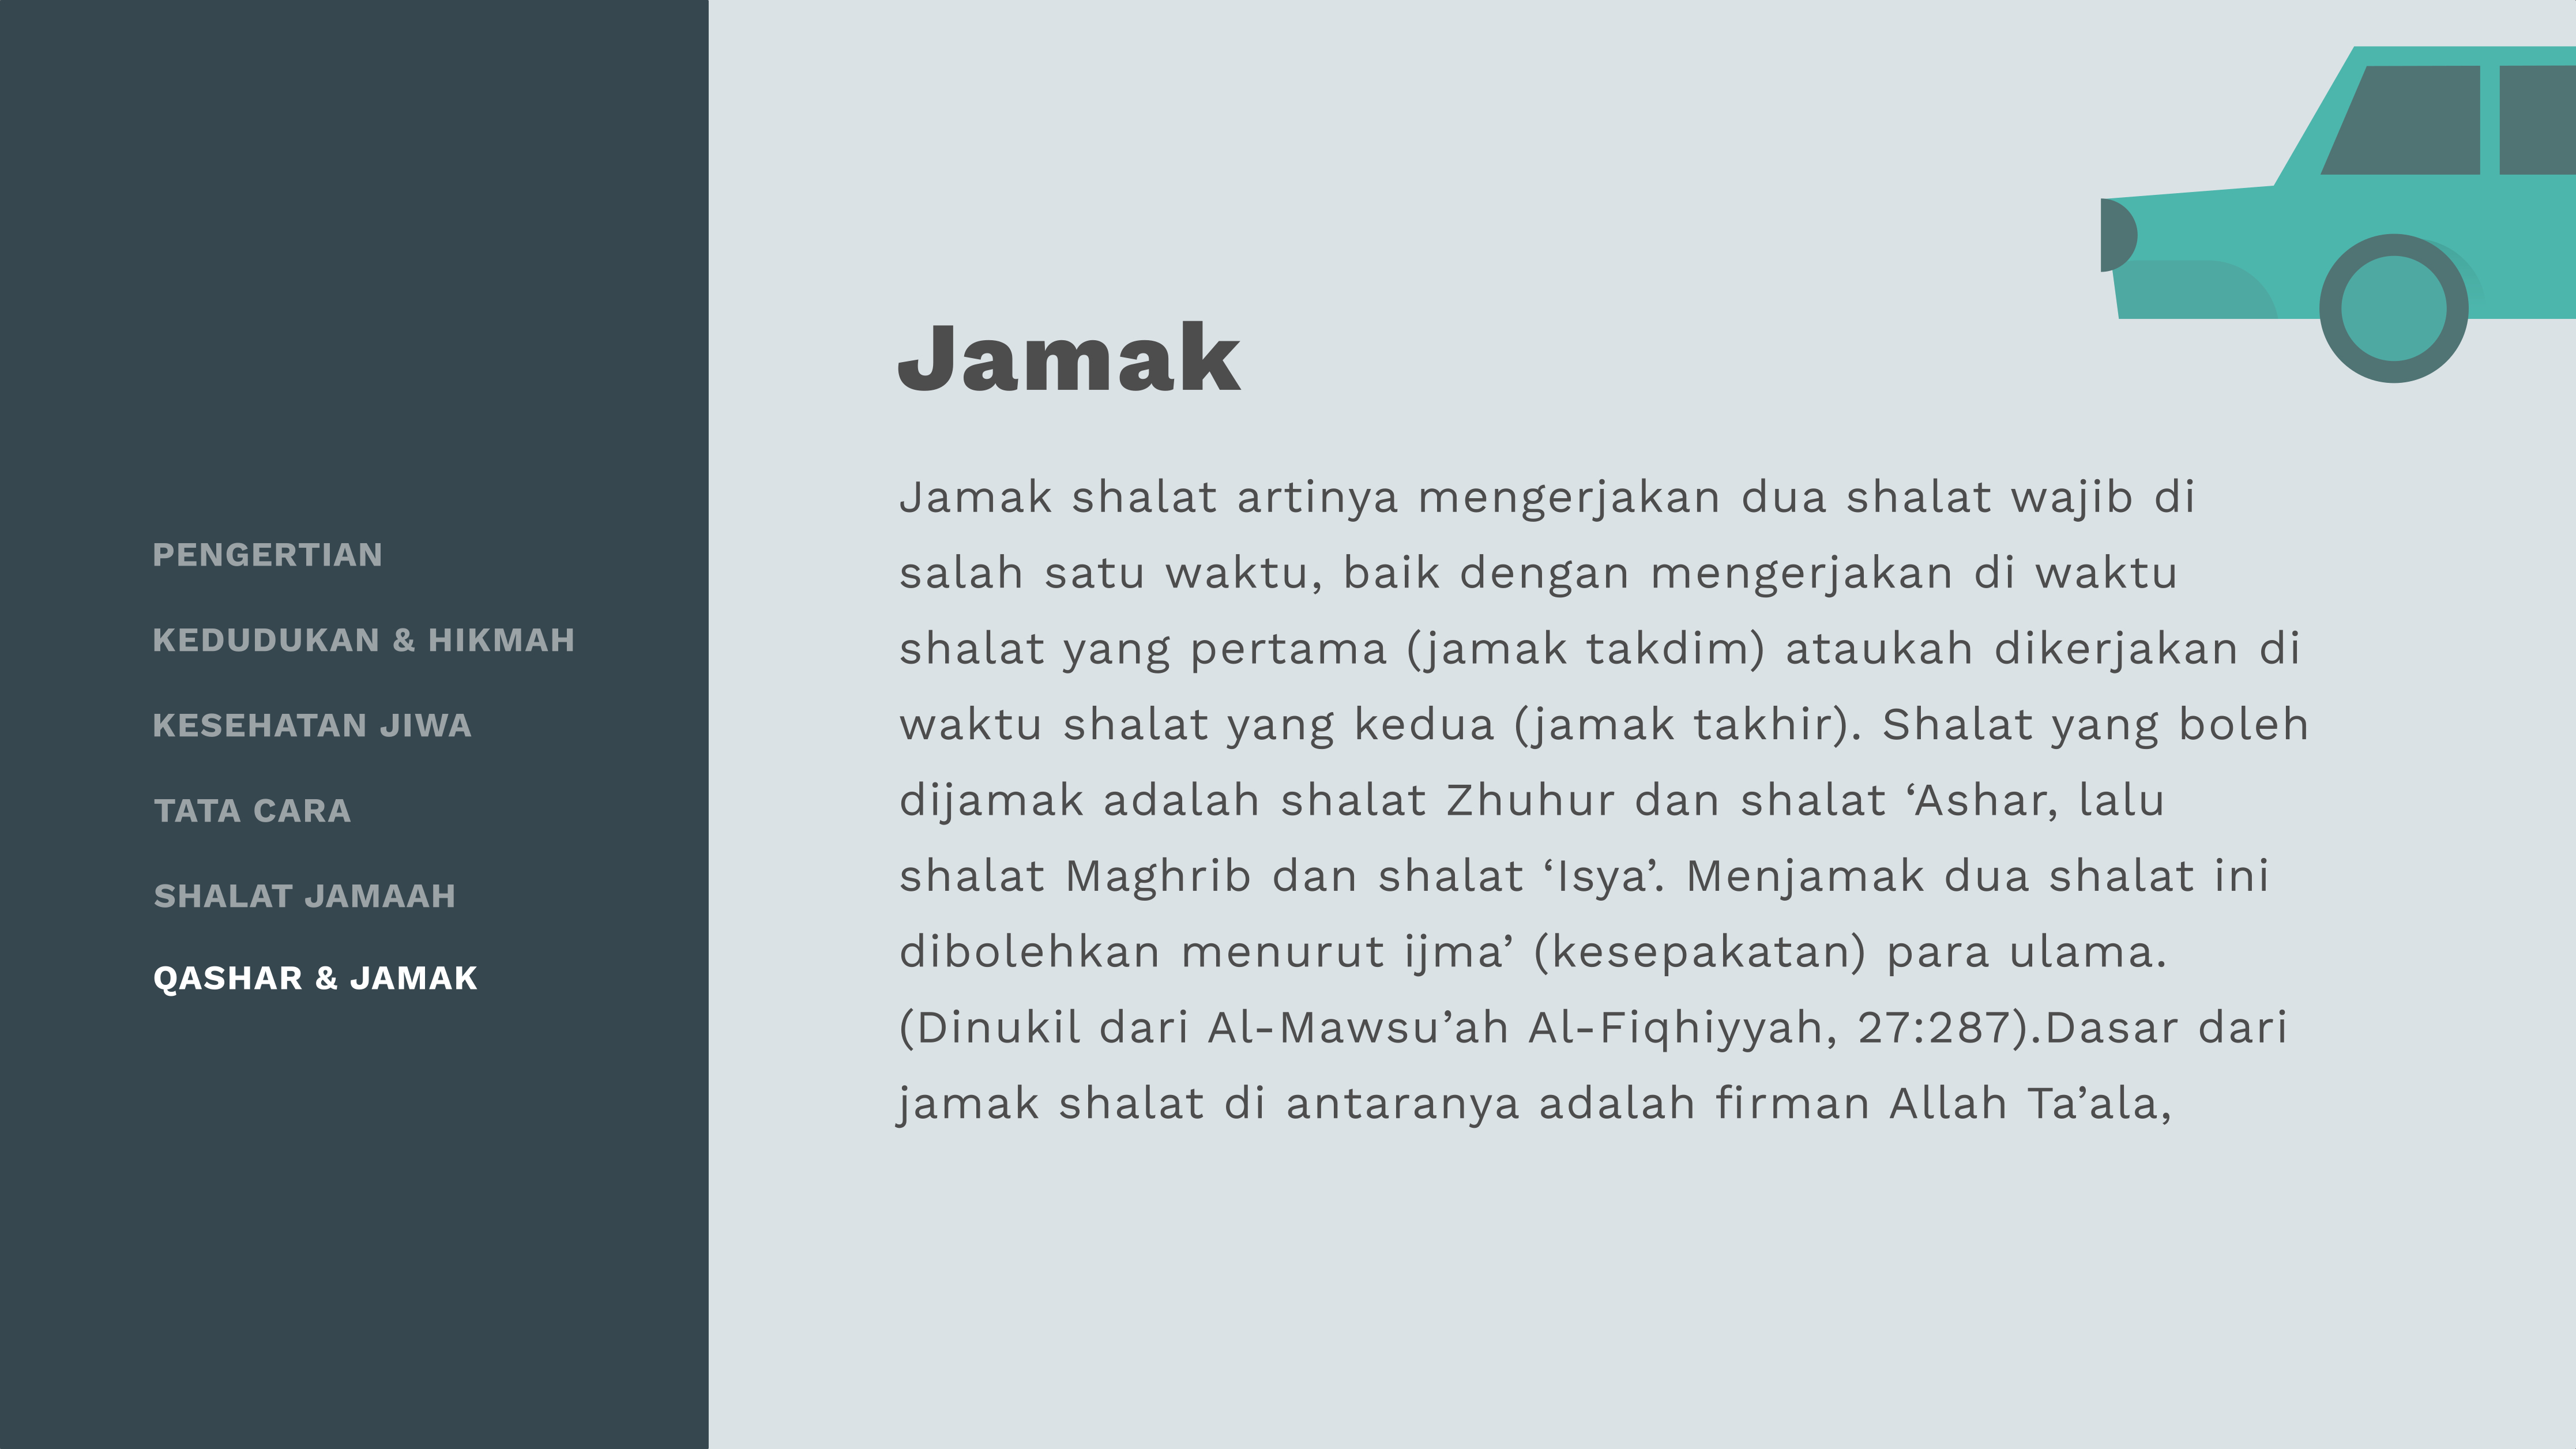 PENGERTIAN
KEDUDUKAN & HIKMAH
KESEHATAN JIWA
TATA CARA
SHALAT JAMAAH
QASHAR & JAMAK
Jamak
Jamak shalat artinya mengerjakan dua shalat wajib di
salah satu waktu, baik dengan mengerjakan di waktu
shalat yang pertama (jamak takdim) ataukah dikerjakan di
waktu shalat yang kedua (jamak takhir). Shalat yang boleh
dijamak adalah shalat Zhuhur dan shalat ‘Ashar, lalu
shalat Maghrib dan shalat ‘Isya’. Menjamak dua shalat ini
dibolehkan menurut ijma’ (kesepakatan) para ulama.
(Dinukil dari Al-Mawsu’ah Al-Fiqhiyyah, 27:287).Dasar dari
jamak shalat di antaranya adalah firman Allah Ta’ala,